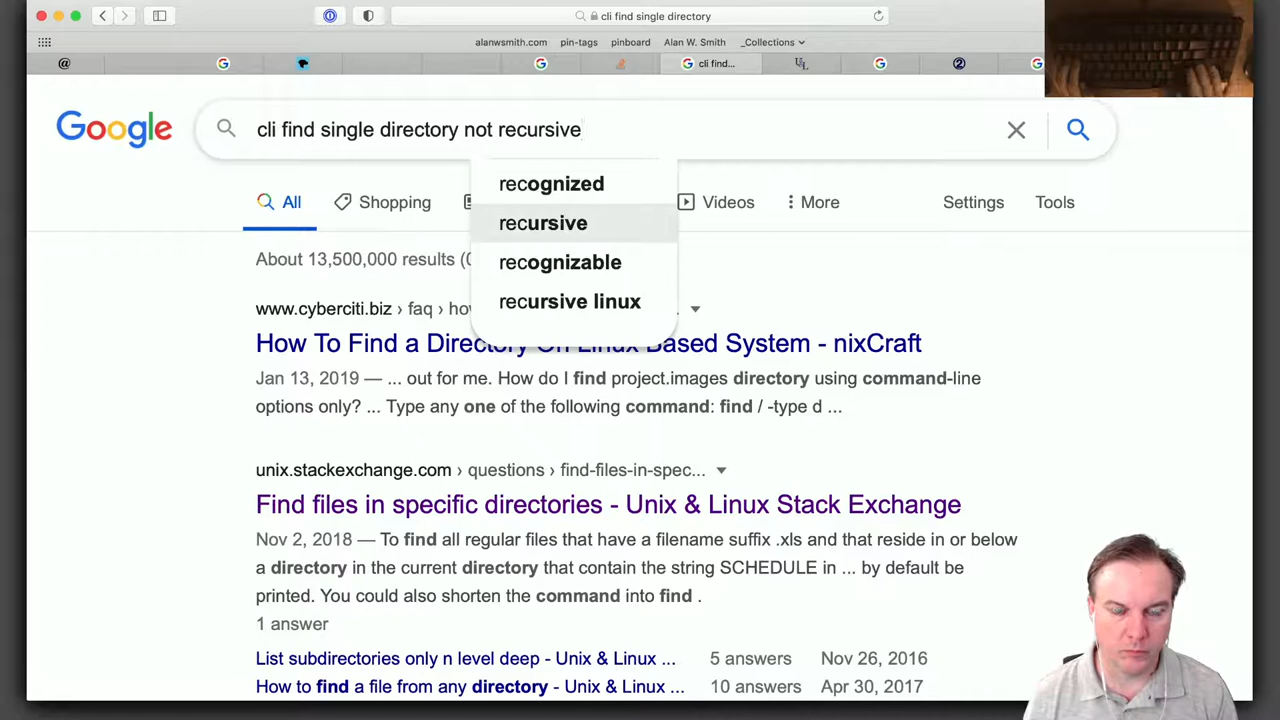 cli find single directory
alanwsmith.com pin-tags pinboard Alan W. Smith _Collections
@ cli find...
Google cli find single directory not recursive
recognized
recursive
recognizable
recursive linux
All Shopping Videos More Settings Tools
About 13,500,000 results (0
www.cyberciti.biz › faq › how
How To Find a Directory On Linux Based System - nixCraft
Jan 13, 2019 — ... out for me. How do I find project.images directory using command-line
options only? ... Type any one of the following command: find / -type d ...
unix.stackexchange.com › questions › find-files-in-spec...
Find files in specific directories - Unix & Linux Stack Exchange
Nov 2, 2018 — To find all regular files that have a filename suffix .xls and that reside in or below
a directory in the current directory that contain the string SCHEDULE in ... by default be
printed. You could also shorten the command into find .
1 answer
List subdirectories only n level deep - Unix & Linux ... 5 answers Nov 26, 2016
How to find a file from any directory - Unix & Linux ... 10 answers Apr 30, 2017